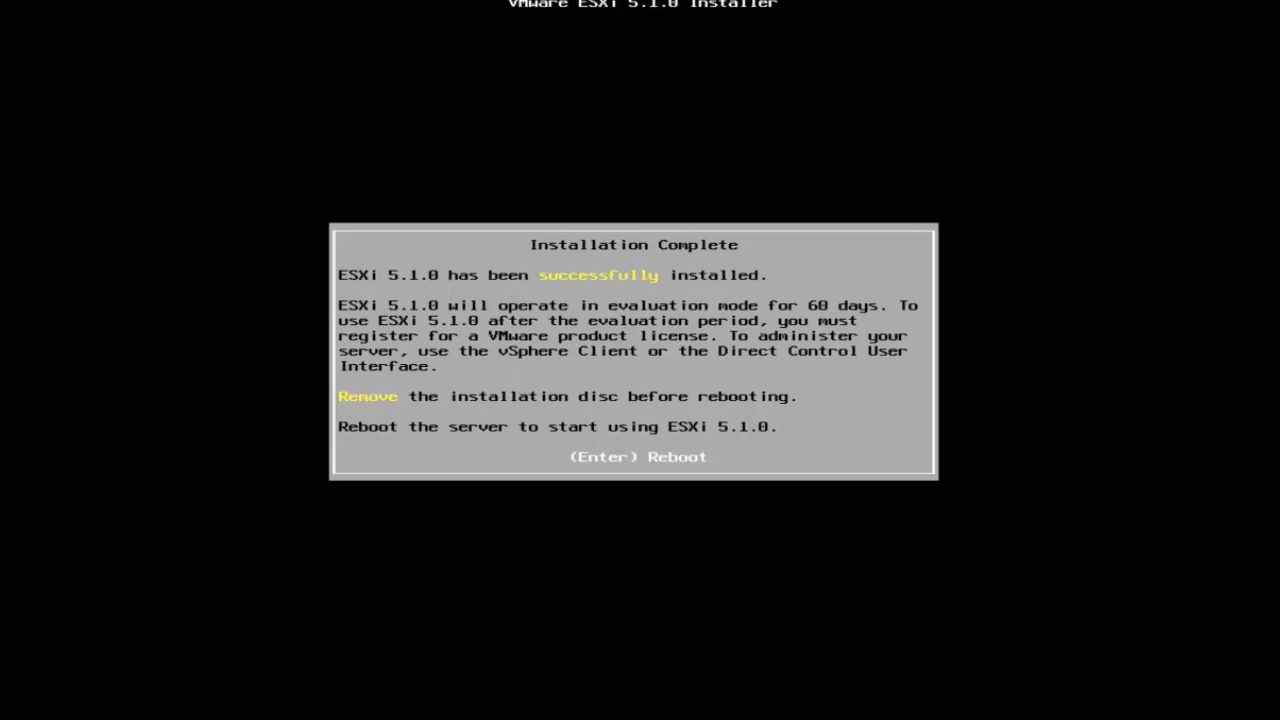 VMware ESXi 5.1.0 Installer
Installation Complete
ESXi 5.1.0 has been successfully installed.
ESXi 5.1.0 will operate in evaluation mode for 60 days. To
use ESXi 5.1.0 after the evaluation period, you must
register for a VMware product license. To administer your
server, use the vSphere Client or the Direct Control User
Interface.
Remove the installation disc before rebooting.
Reboot the server to start using ESXi 5.1.0.
(Enter) Reboot